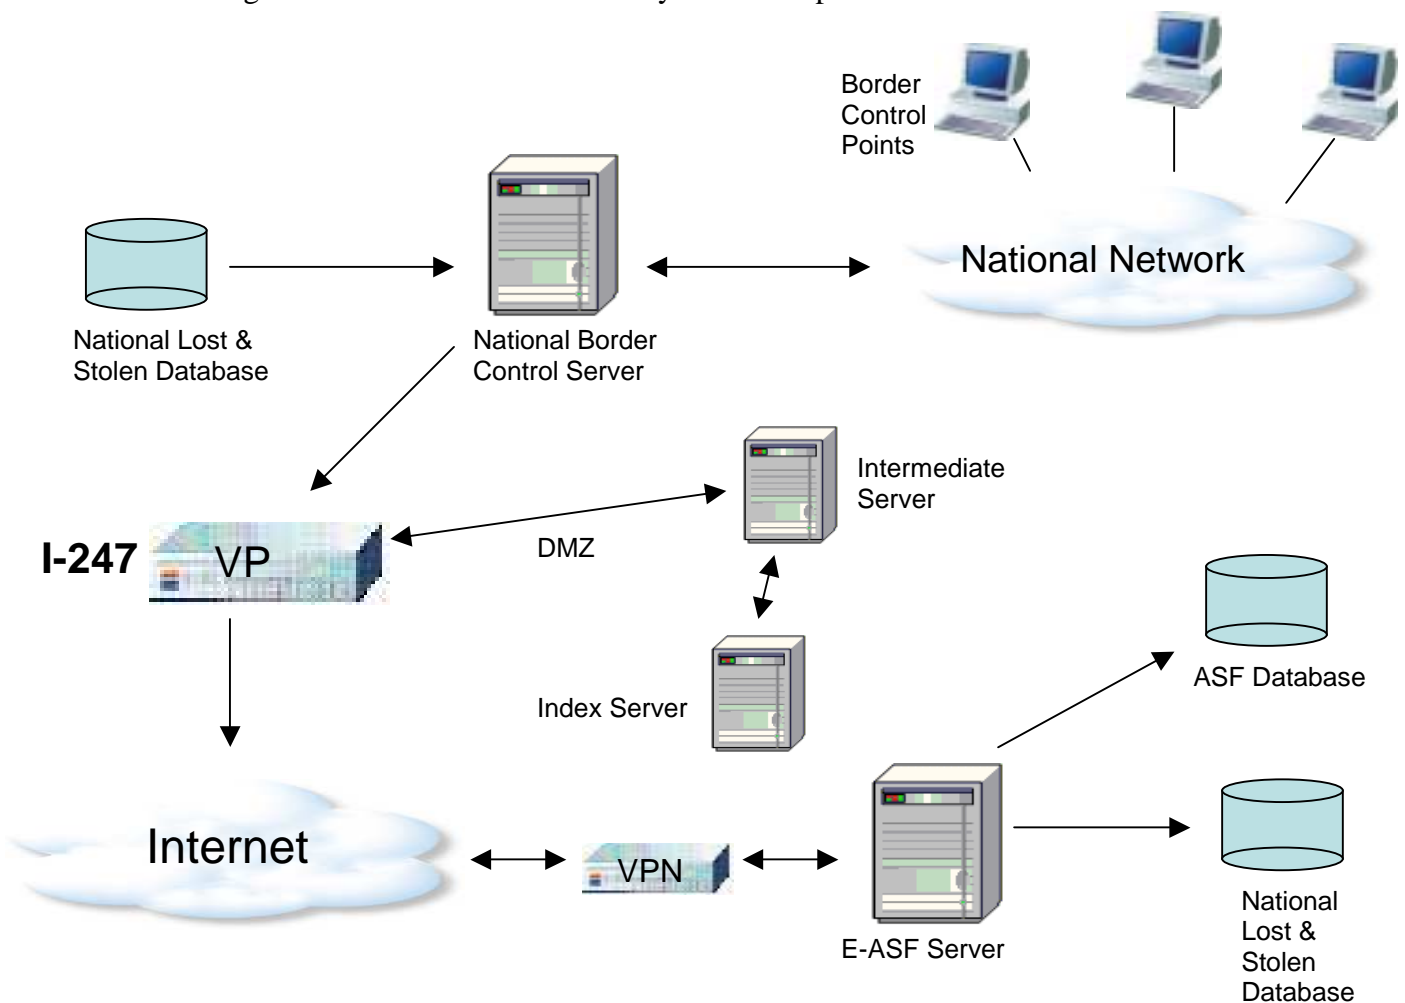 Border
Control
Points
National Network
National Lost &
Stolen Database
National Border
Control Server
Intermediate
Server
I-247
VP
DMZ
ASF Database
Index Server
Internet
VPN
E-ASF Server
National
Lost &
Stolen
Database